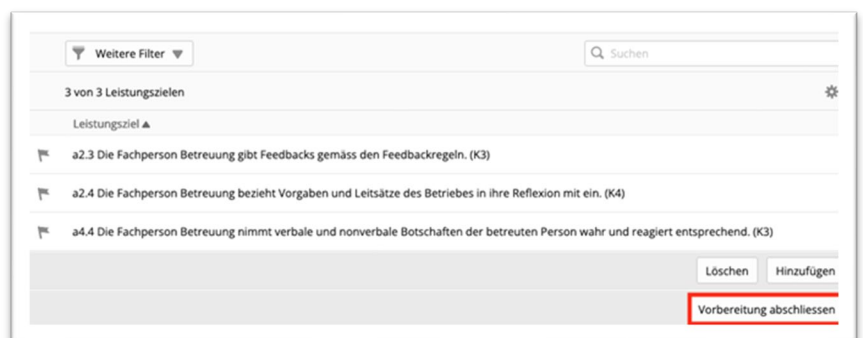 Weitere Filter
Suchen
3 von 3 Leistungszielen
Leistungsziel
a2.3 Die Fachperson Betreuung gibt Feedbacks gemäss den Feedbackregeln. (K3)
a2.4 Die Fachperson Betreuung bezieht Vorgaben und Leitsätze des Betriebes in ihre Reflexion mit ein. (K4)
a4.4 Die Fachperson Betreuung nimmt verbale und nonverbale Botschaften der betreuten Person wahr und reagiert entsprechend. (K3)
Löschen Hinzufügen
Vorbereitung abschliessen